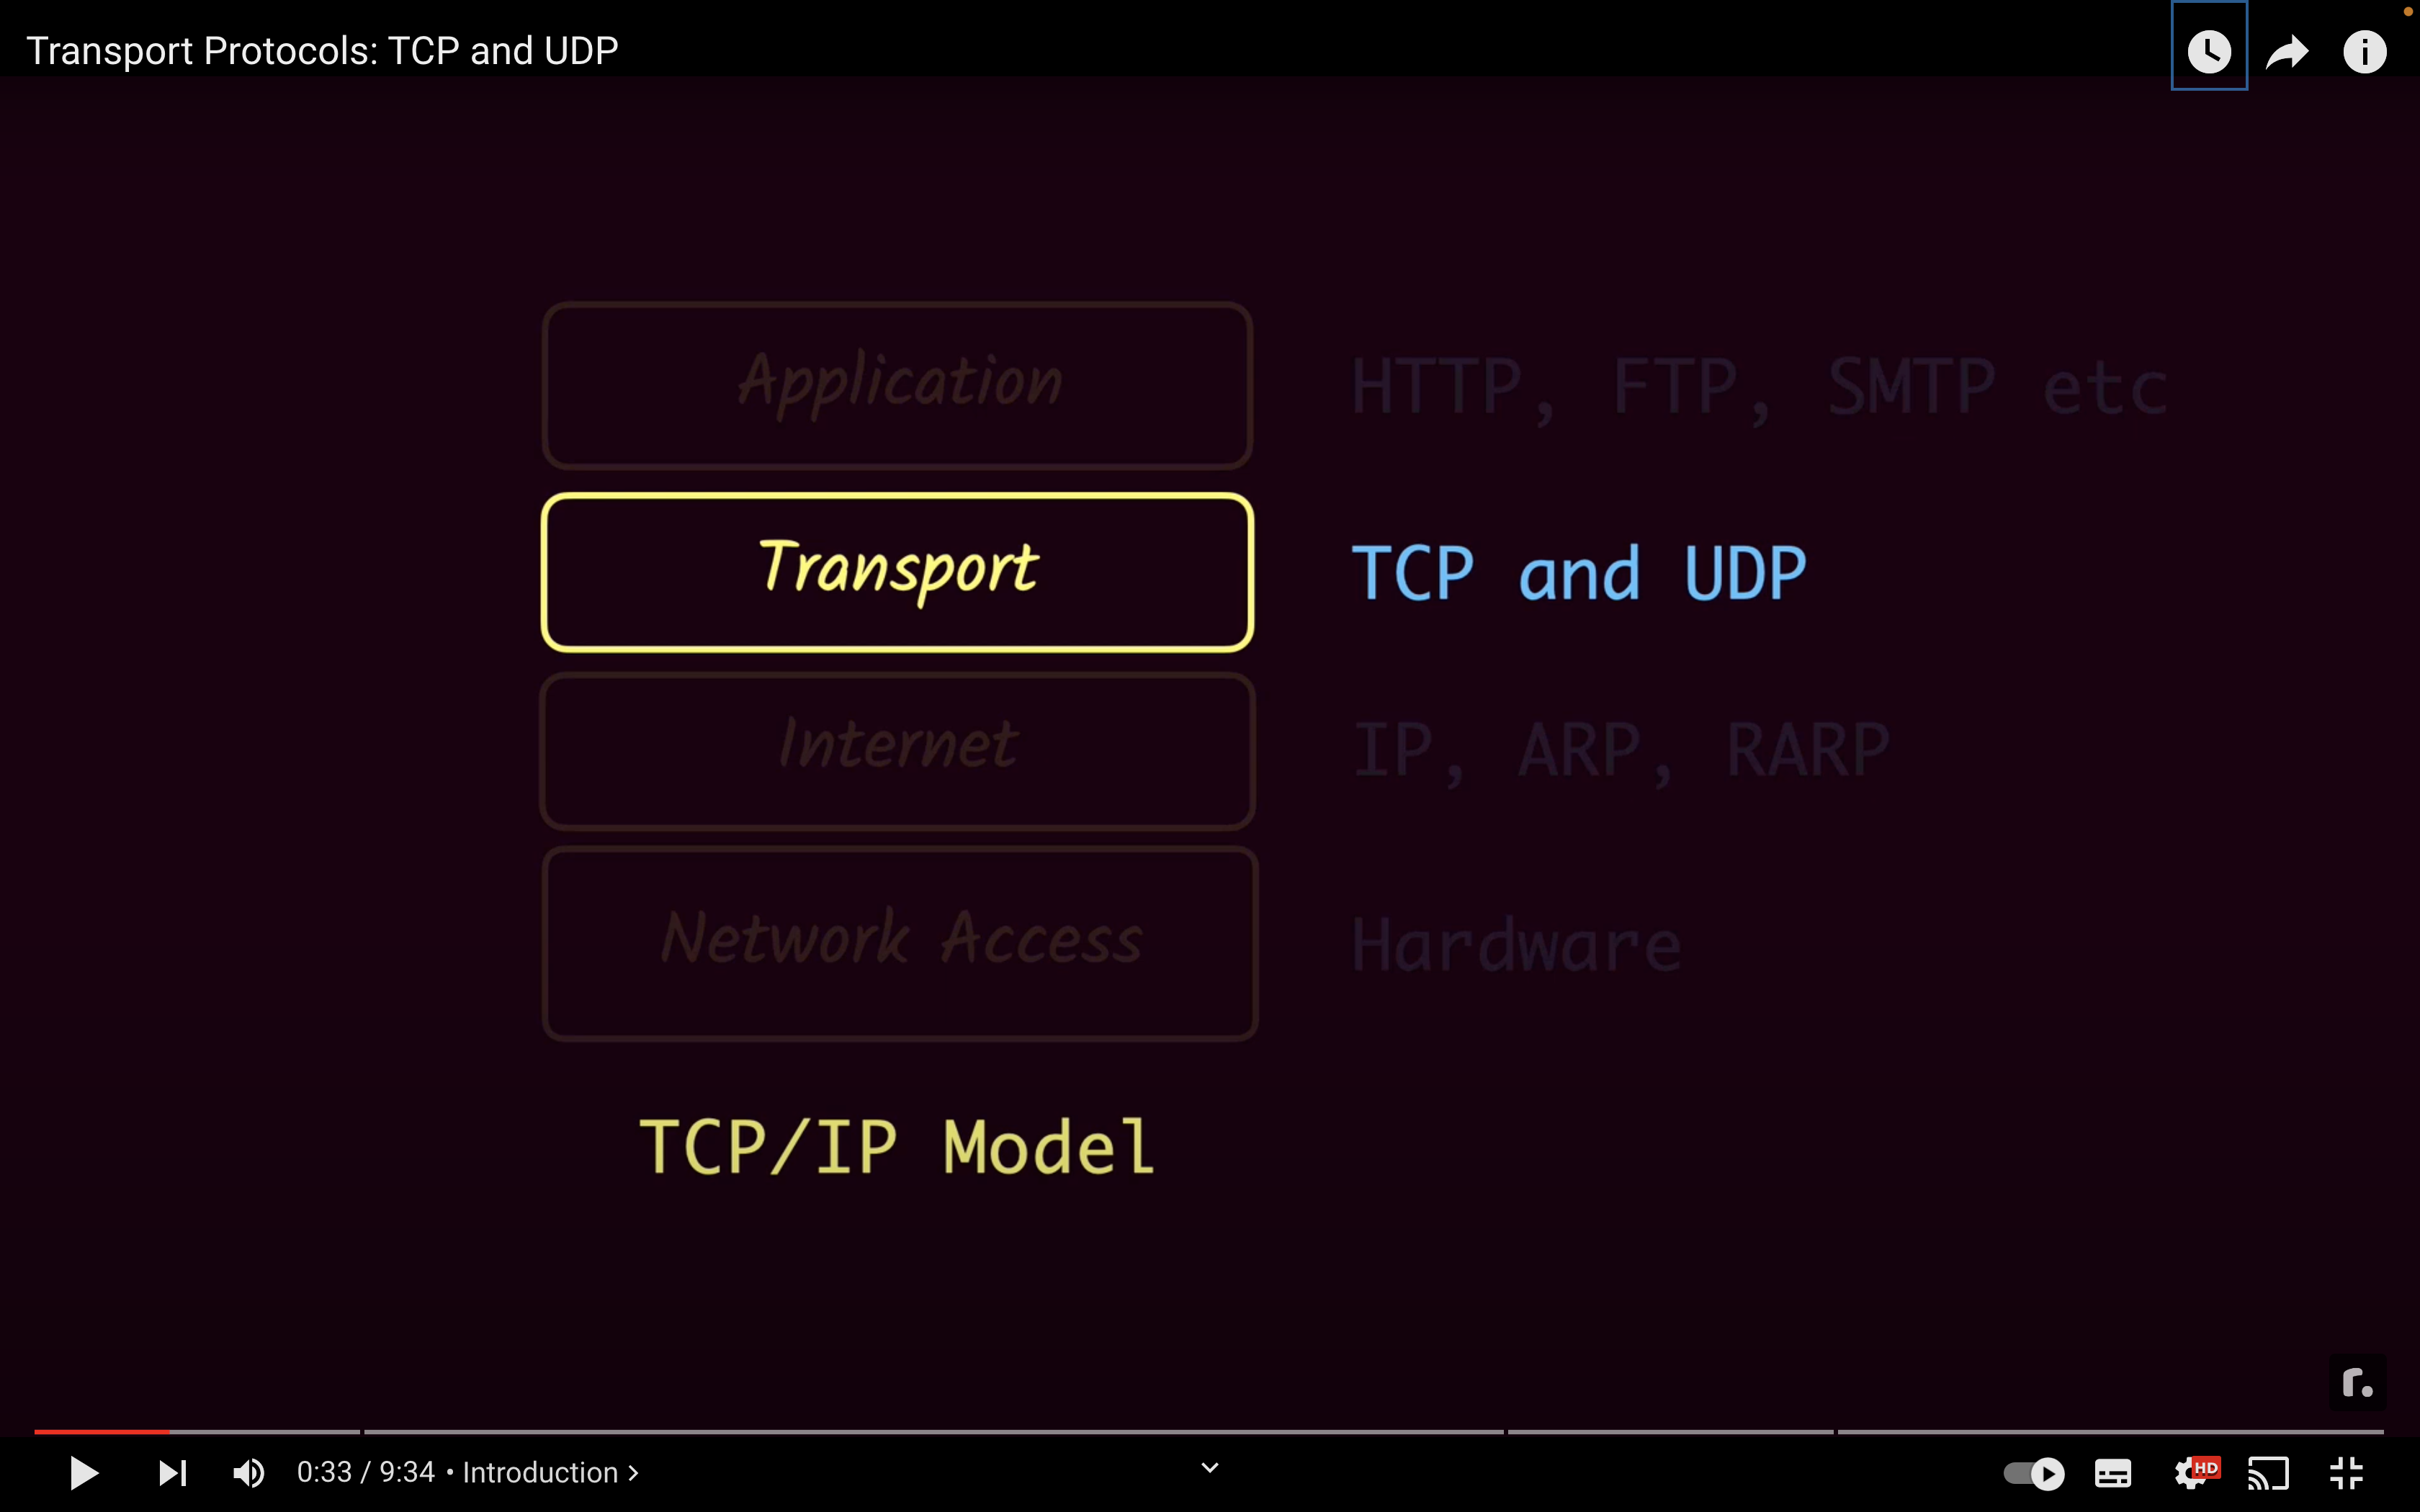 Transport Protocols: TCP and UDP
Application
HTTP, FTP, SMTP etc
Transport
TCP and UDP
Internet
IP, ARP, RARP
Network Access
Hardware
TCP/IP Model
r.
0:33 / 9:34 • Introduction >
HD